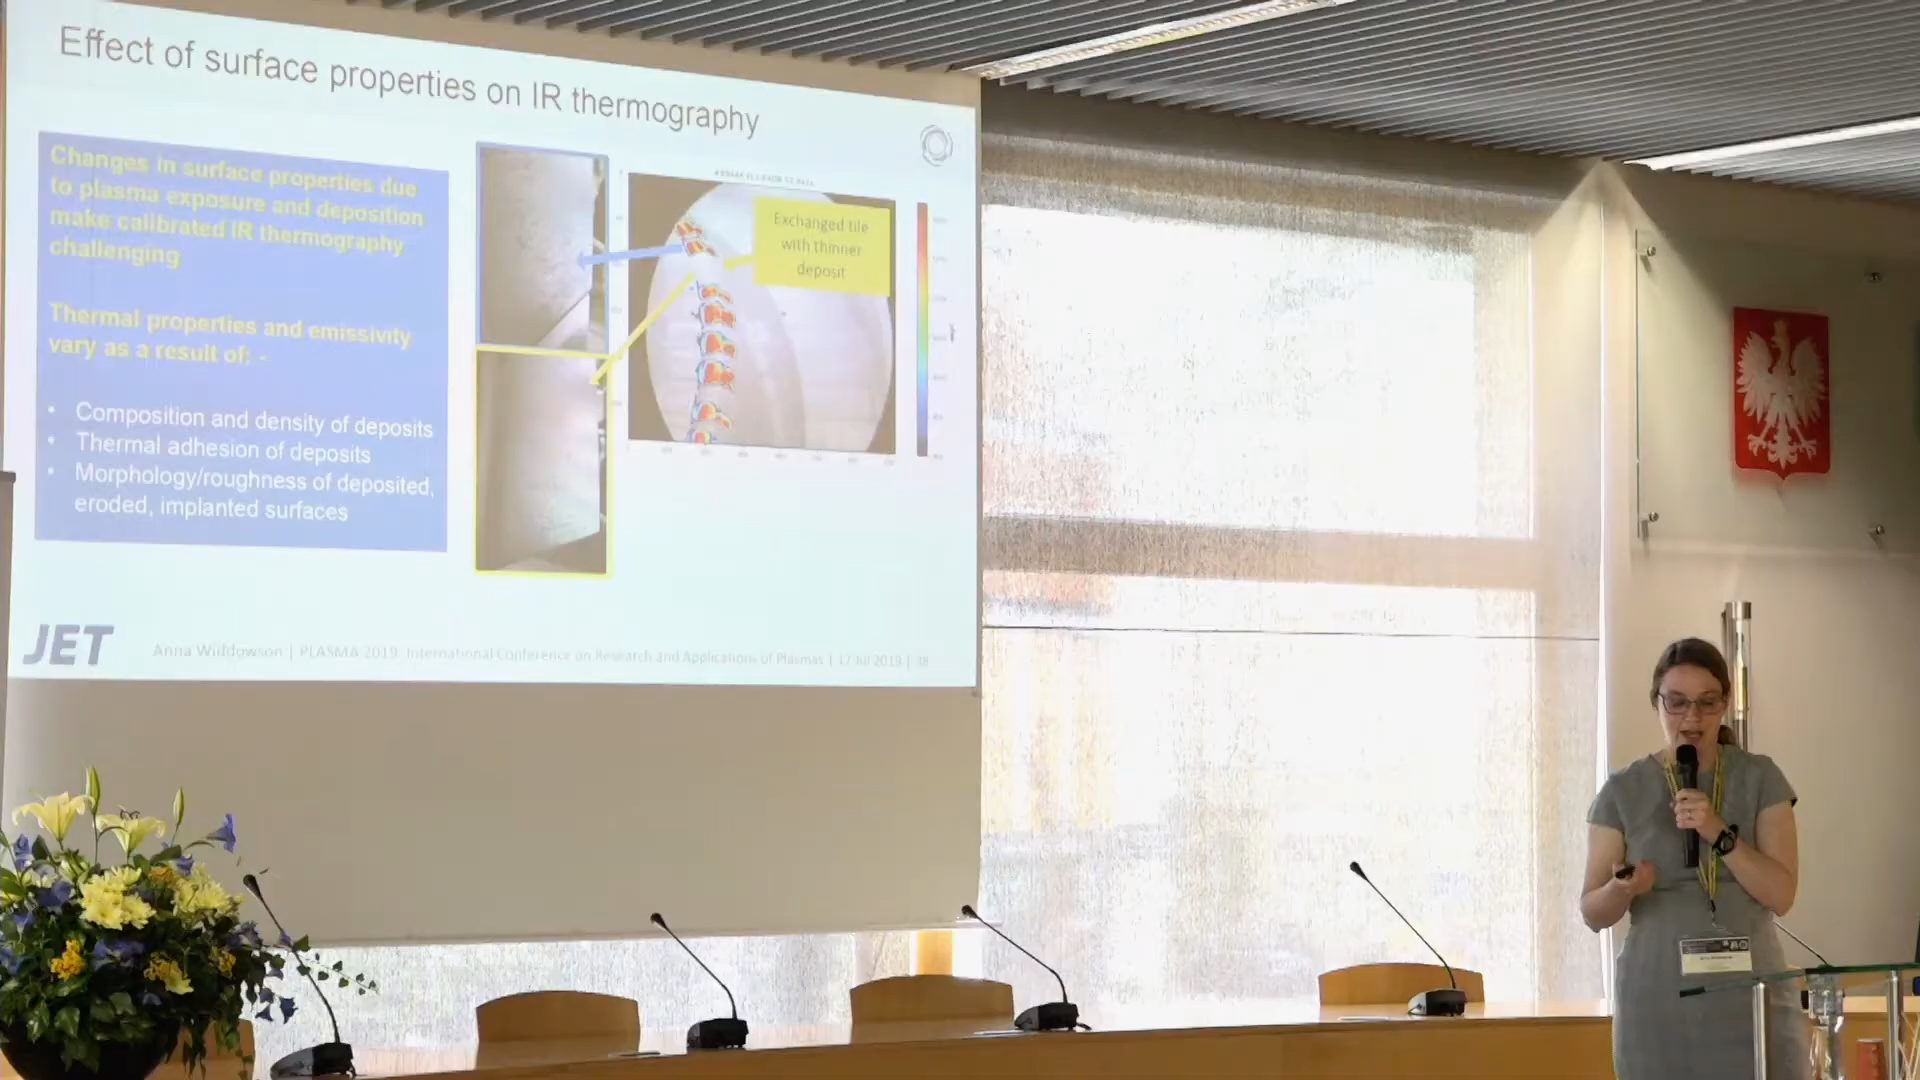 Effect of surface properties on IR thermography
Changes in surface properties due
to plasma exposure and deposition
make calibrated IR thermography
challenging
Thermal properties and emissivity
vary as a result of: -
• Composition and density of deposits
• Thermal adhesion of deposits
• Morphology/roughness of deposited,
eroded, implanted surfaces
Exchanged tile
with thinner
deposit
JET
Anna Widdowson | PLASMA 2019: International Conference on Research and Applications of Plasmas | 17 Jul 2019 | 38